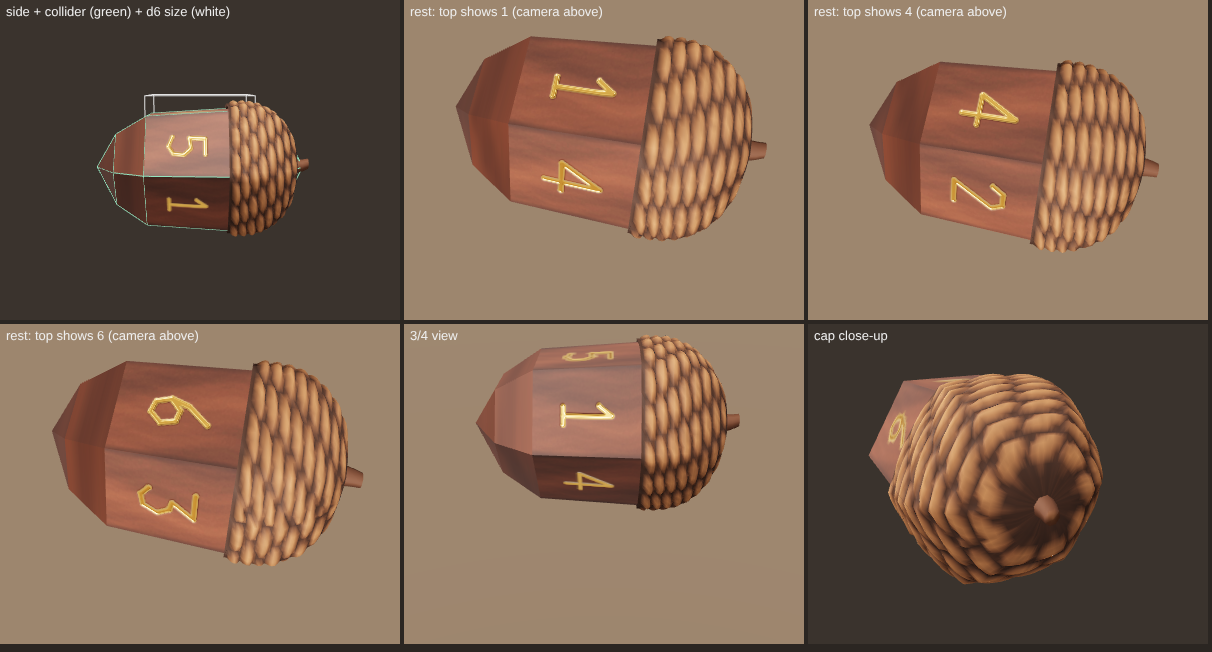 side + collider (green) + d6 size (white)
5
1
rest: top shows 1 (camera above)
1
4
rest: top shows 4 (camera above)
4
2
rest: top shows 6 (camera above)
6
3
3/4 view
5
1
4
cap close-up
6